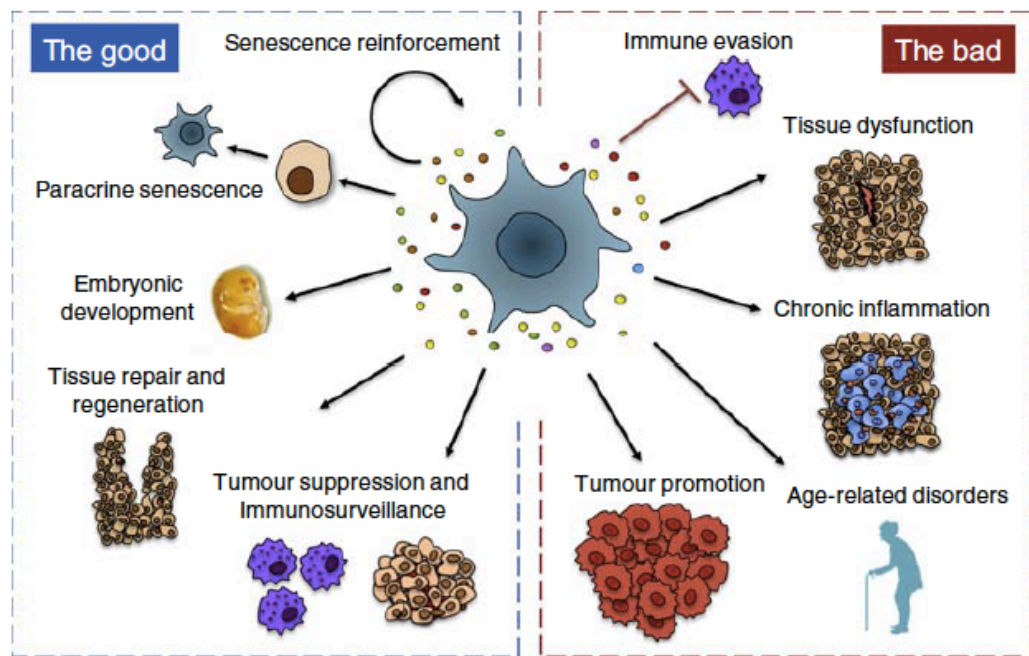 The good
Senescence reinforcement
Paracrine senescence
Embryonic
development
Tissue repair and
regeneration
Tumour suppression and
Immunosurveillance
The bad
Immune evasion
Tissue dysfunction
Chronic inflammation
Tumour promotion
Age-related disorders